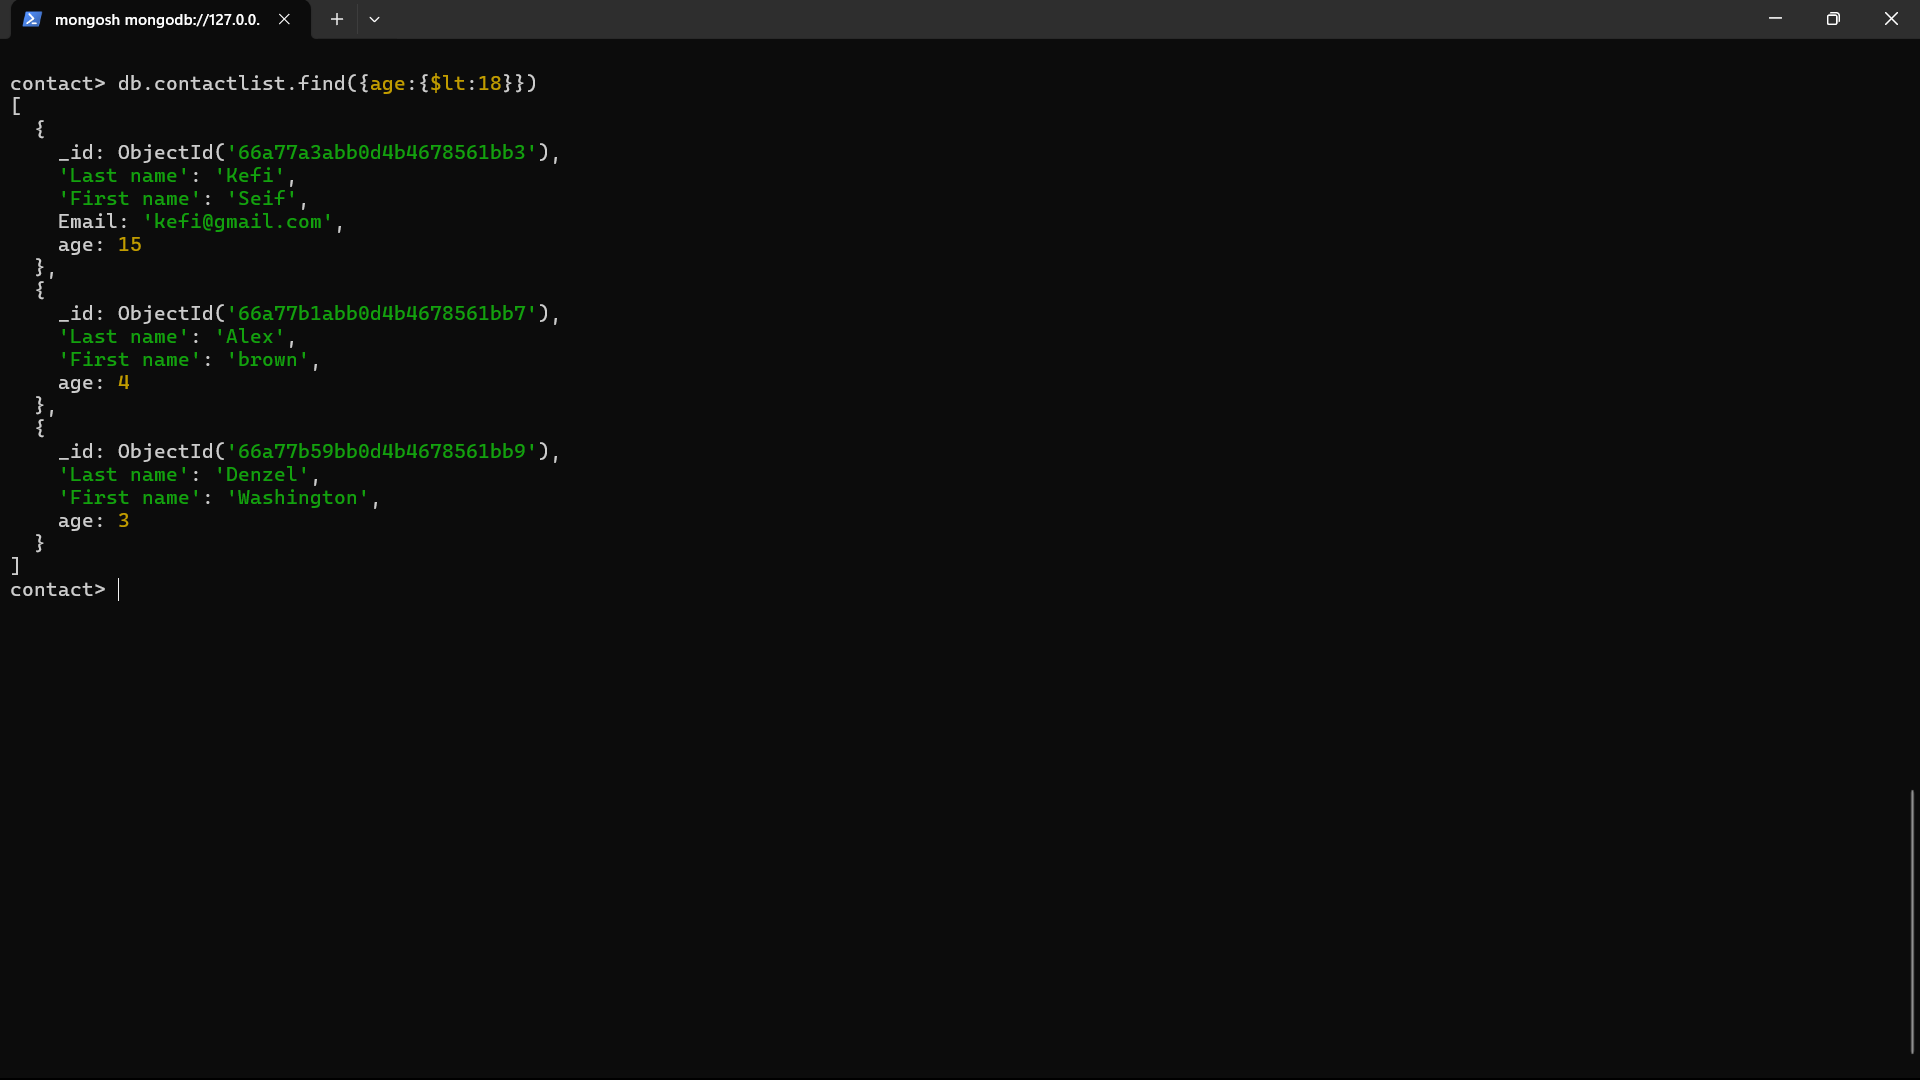 mongosh mongodb://127.0.0.
contact> db.contactlist.find({age:{$lt:18}})
[
  {
    _id: ObjectId('66a77a3abb0d4b4678561bb3'),
    'Last name': 'Kefi',
    'First name': 'Seif',
    Email: 'kefi@gmail.com',
    age: 15
  },
  {
    _id: ObjectId('66a77b1abb0d4b4678561bb7'),
    'Last name': 'Alex',
    'First name': 'brown',
    age: 4
  },
  {
    _id: ObjectId('66a77b59bb0d4b4678561bb9'),
    'Last name': 'Denzel',
    'First name': 'Washington',
    age: 3
  }
]
contact>